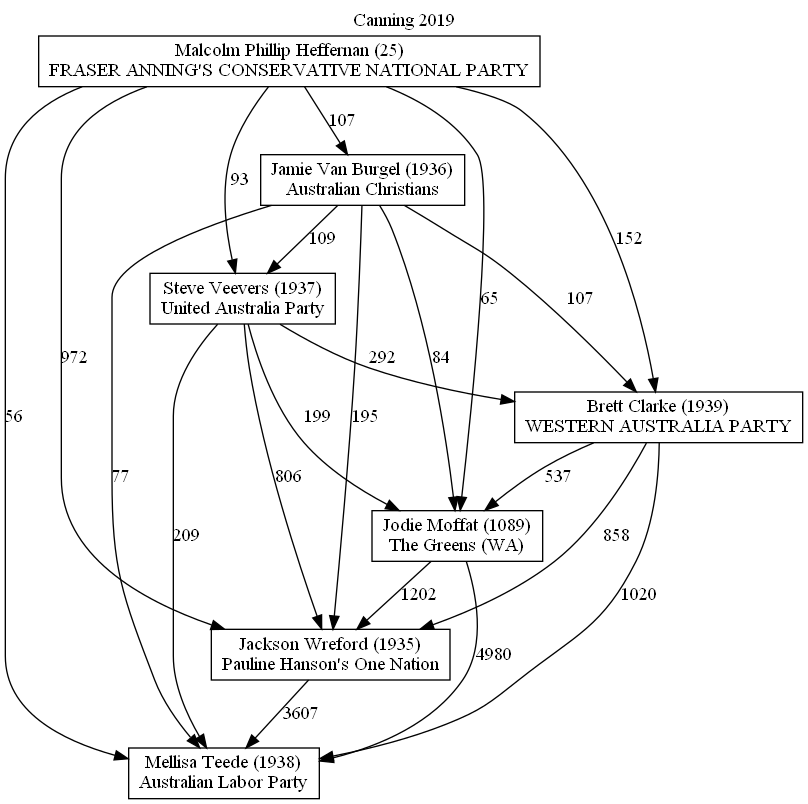 Canning 2019
Malcolm Phillip Heffernan (25)
FRASER ANNING'S CONSERVATIVE NATIONAL PARTY
107
Jamie Van Burgel (1936)
Australian Christians
93
109
152
Steve Veevers (1937)
United Australia Party
107
65
972
292
84
Brett Clarke (1939)
WESTERN AUSTRALIA PARTY
56
199
195
77
806
537
Jodie Moffat (1089)
The Greens (WA)
209
858
1202
1020
Jackson Wreford (1935)
Pauline Hanson's One Nation
4980
3607
Mellisa Teede (1938)
Australian Labor Party